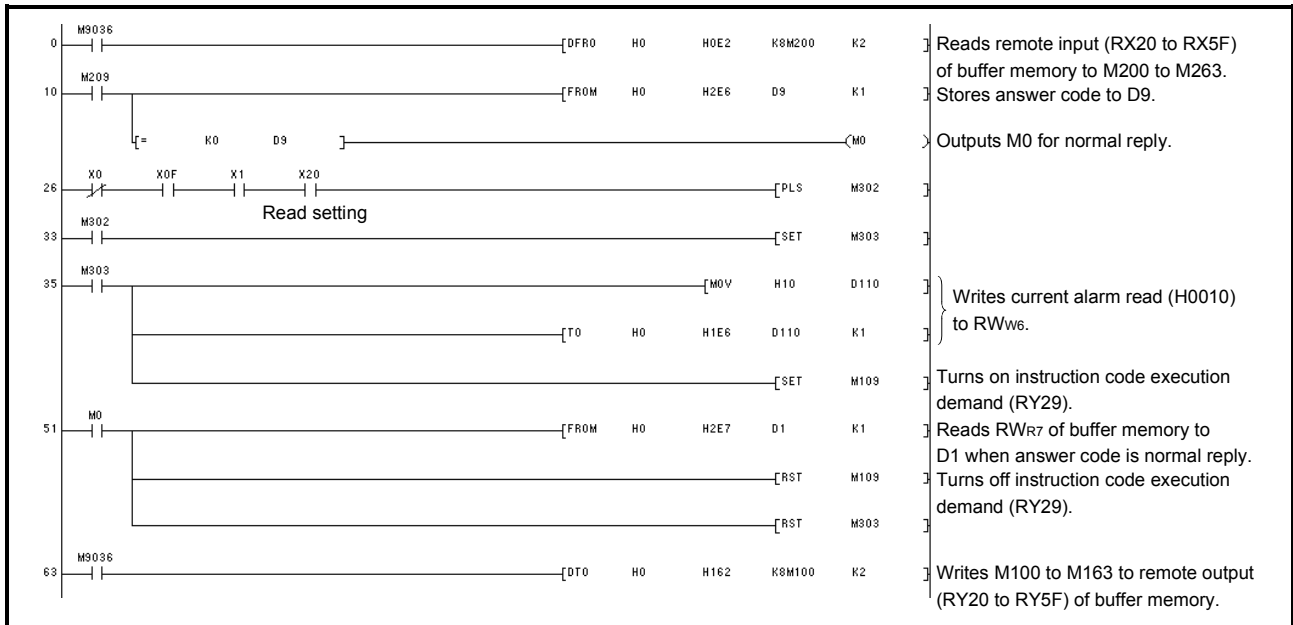 M9036
0 [DFRO H0 H0E2 K8M200 K2 ] Reads remote input (RX20 to RX5F)
of buffer memory to M200 to M263.
M209
10 [FROM H0 H2E6 D9 K1 ] Stores answer code to D9.
[= K0 D9 ] (M0 ) Outputs M0 for normal reply.
X0 X0F X1 X20
26 [PLS M302 ]
Read setting
M302
33 [SET M303 ]
M303
35 [MOV H10 D110 ]
Writes current alarm read (H0010)
to RWW6.
[TO H0 H1E6 D110 K1 ]
[SET M109 ] Turns on instruction code execution
demand (RY29).
M0
51 [FROM H0 H2E7 D1 K1 ] Reads RWR7 of buffer memory to
D1 when answer code is normal reply.
[RST M109 ] Turns off instruction code execution
demand (RY29).
[RST M303 ]
M9036
63 [DTO H0 H162 K8M100 K2 ] Writes M100 to M163 to remote output
(RY20 to RY5F) of buffer memory.